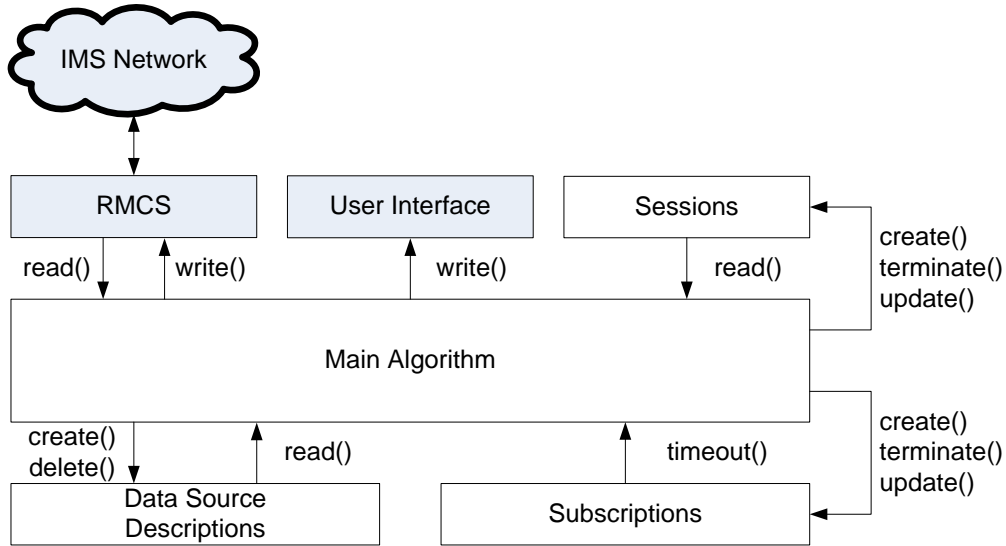 IMS Network
RMCS
User Interface
Sessions
read()
write()
write()
read()
create()
terminate()
update()
Main Algorithm
create()
delete()
read()
timeout()
create()
terminate()
update()
Data Source
Descriptions
Subscriptions